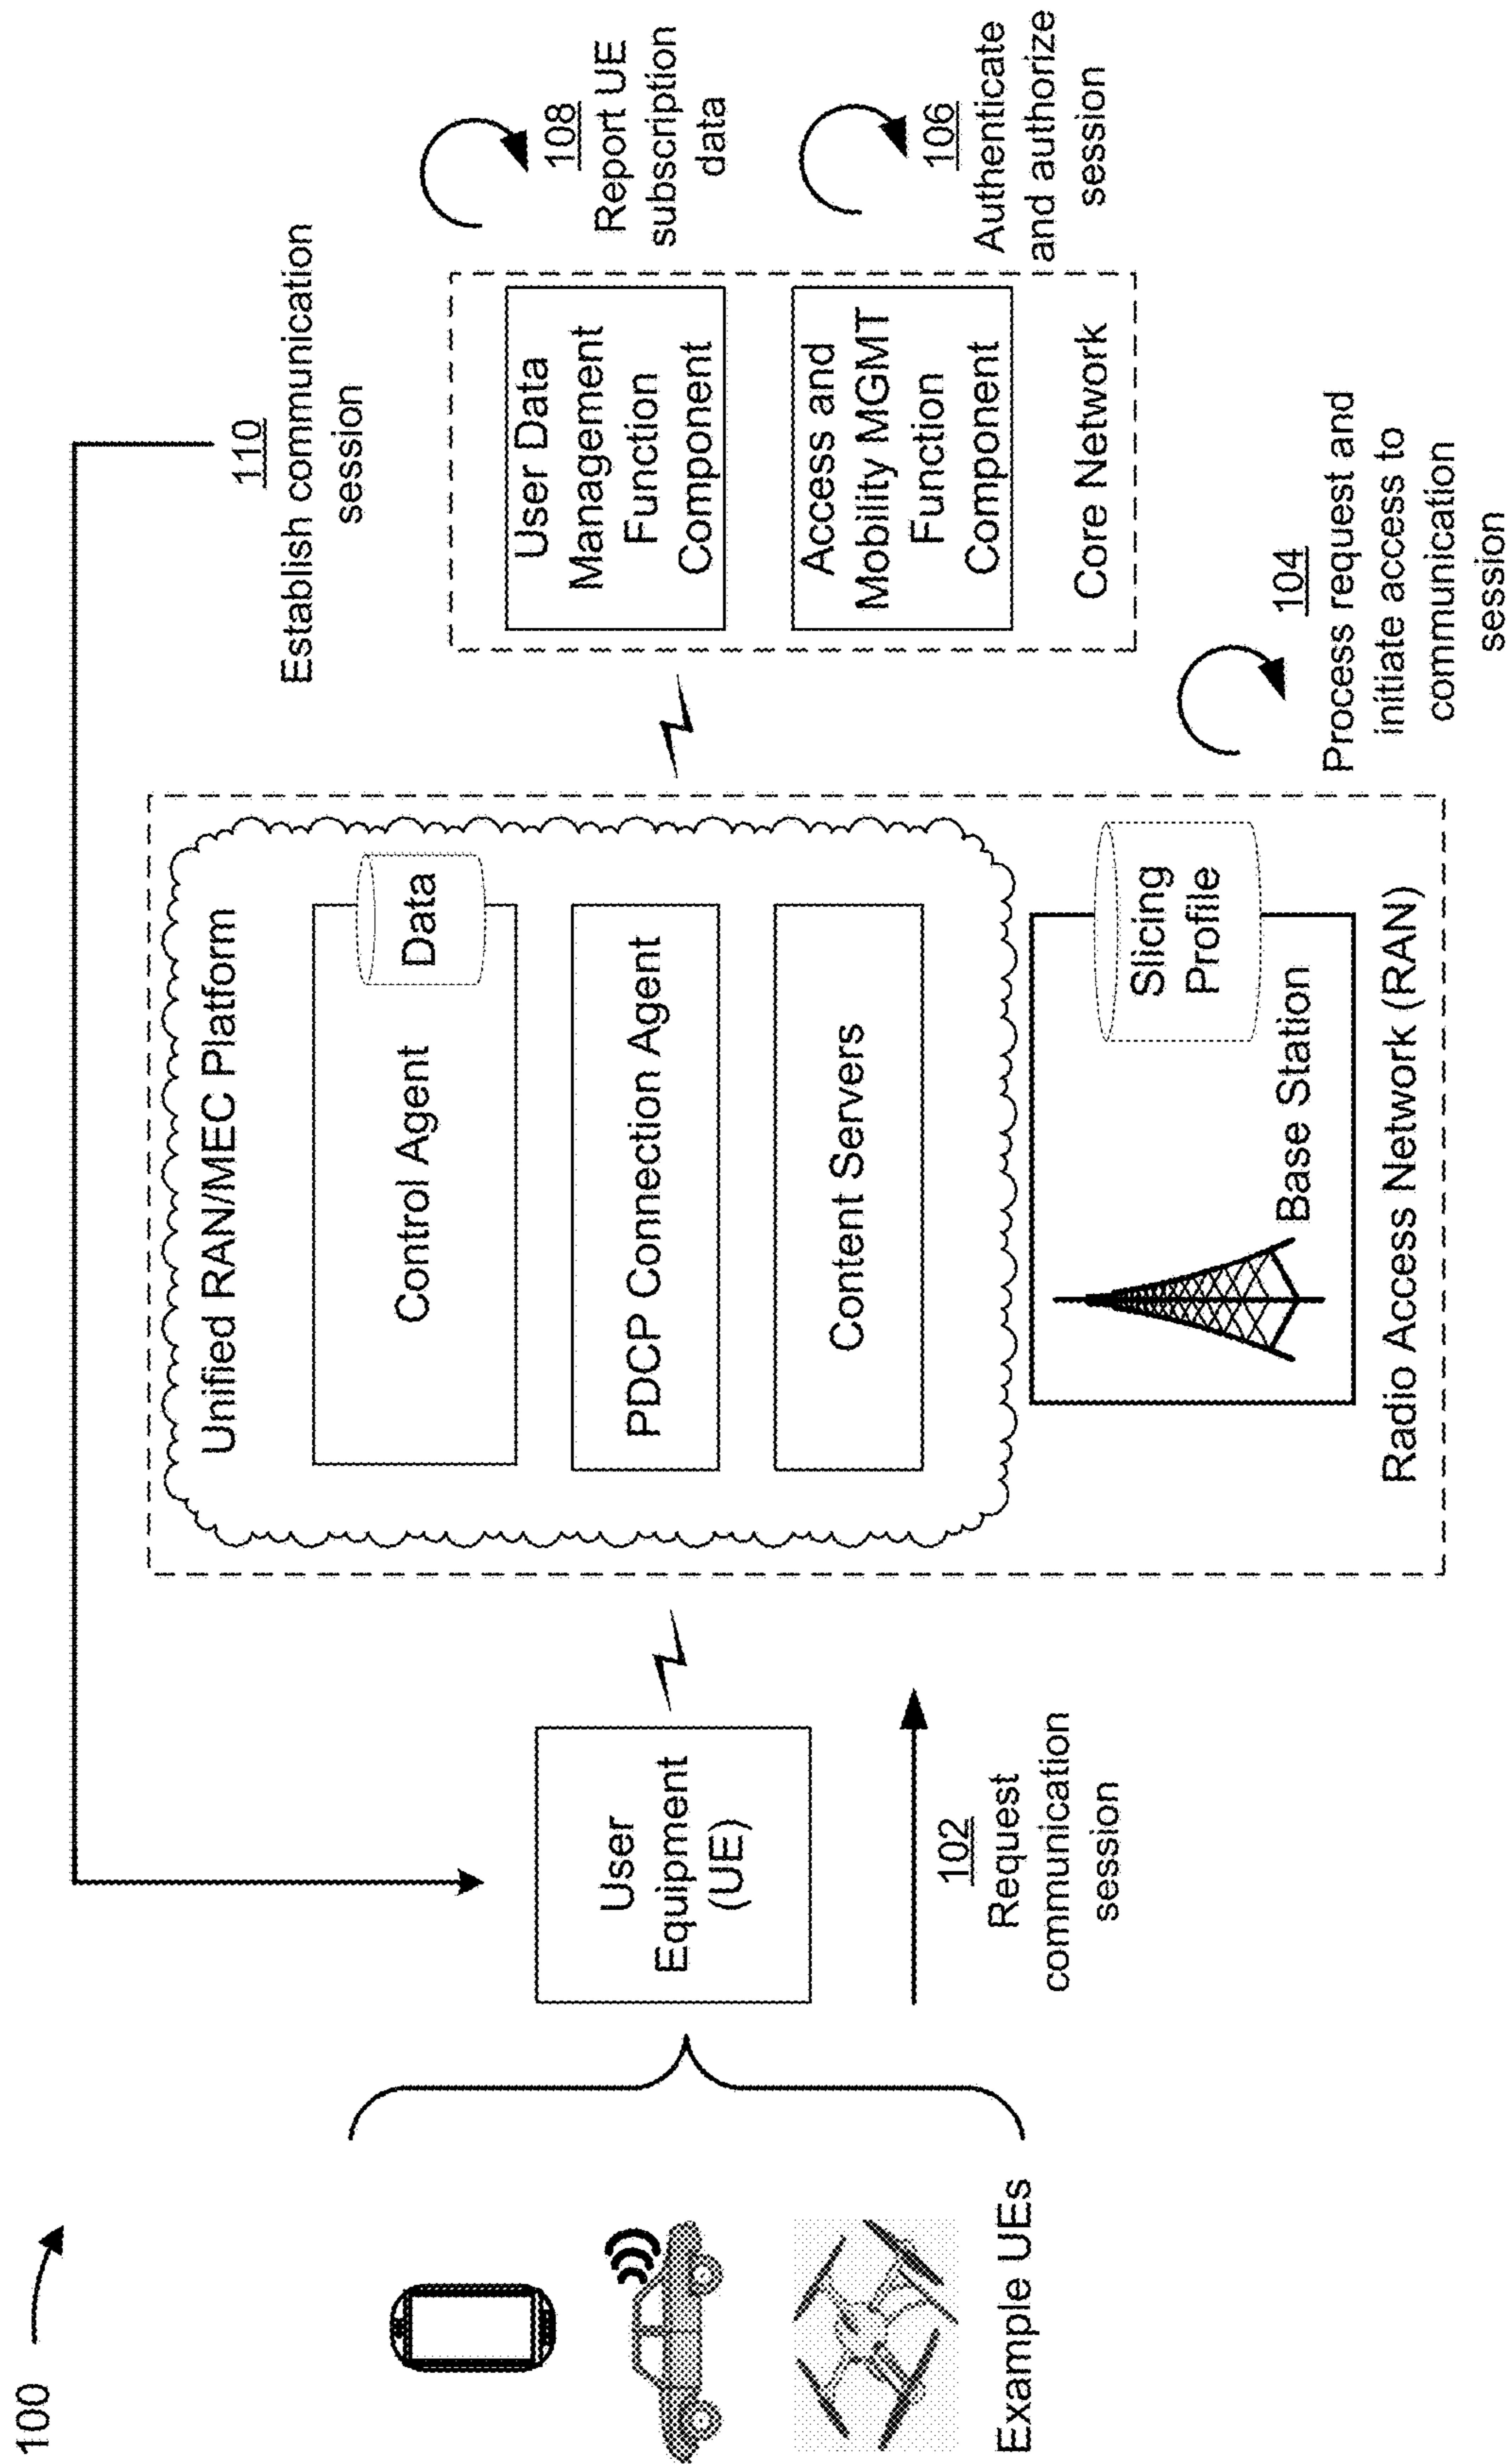 100
Example UEs
User
Equipment
(UE)
102
Request
communication
session
Unified RAN/MEC Platform
Control Agent
Data
PDCP Connection Agent
Content Servers
Slicing
Profile
Base Station
Radio Access Network (RAN)
104
Process request and
initiate access to
communication
session
110
Establish communication
session
User Data
Management
Function
Component
Access and
Mobility MGMT
Function
Component
Core Network
108
Report UE
subscription
data
106
Authenticate
and authorize
session